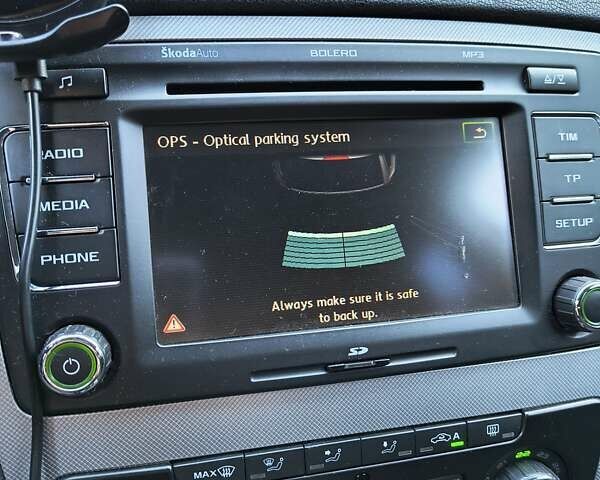 ŠkodaAuto BOLERO MP3
OPS - Optical parking system
RADIO
MEDIA
PHONE
TIM
TP
SETUP
Always make sure it is safe
to back up.
SD
MAX
A